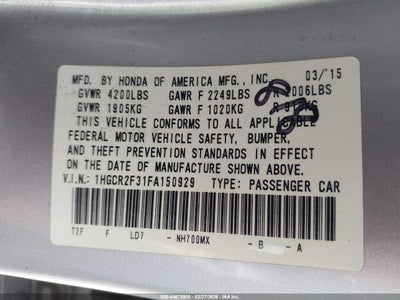 MFD. BY HONDA OF AMERICA MFG., INC. 03/'15
GVWR 4200LBS GAWR F 2249LBS R 2006LBS
GVWR 1905KG GAWR F 1020KG R 910KG
THIS VEHICLE CONFORMS TO ALL APPLICABLE
FEDERAL MOTOR VEHICLE SAFETY, BUMPER,
AND THEFT PREVENTION STANDARDS IN EFFECT
ON THE DATE OF MANUFACTURE SHOWN ABOVE.
V.I.N.: 1HGCR2F31FA150929 TYPE: PASSENGER CAR
T2F F LD7 - NH700MX - B - A